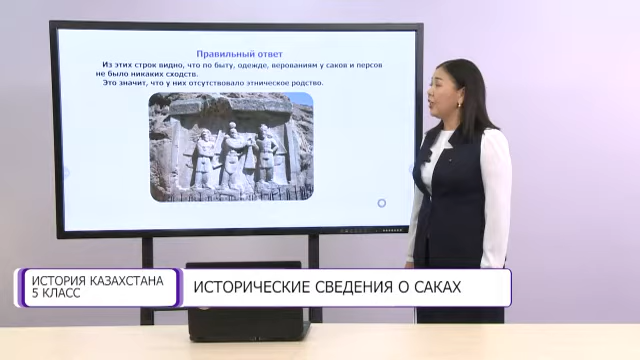 Правильный ответ
Из этих строк видно, что по быту, одежде, верованиям у саков и персов
не было никаких сходств.
Это значит, что у них отсутствовало этническое родство.
ИСТОРИЯ КАЗАХСТАНА
5 КЛАСС
ИСТОРИЧЕСКИЕ СВЕДЕНИЯ О САКАХ